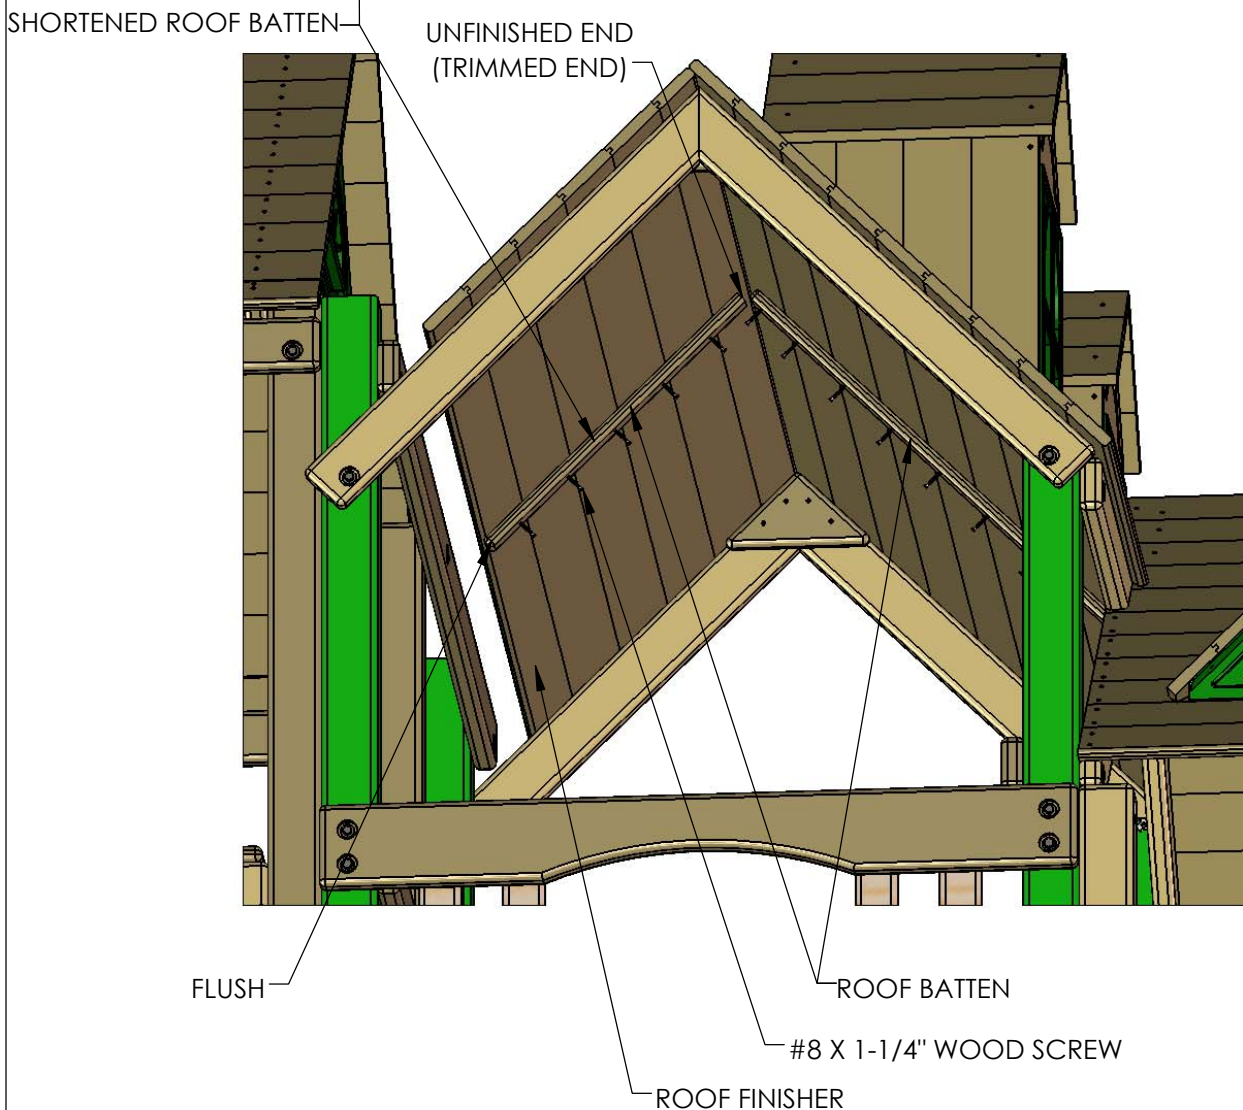 SHORTENED ROOF BATTEN
UNFINISHED END
(TRIMMED END)
FLUSH
ROOF BATTEN
#8 X 1-1/4" WOOD SCREW
ROOF FINISHER